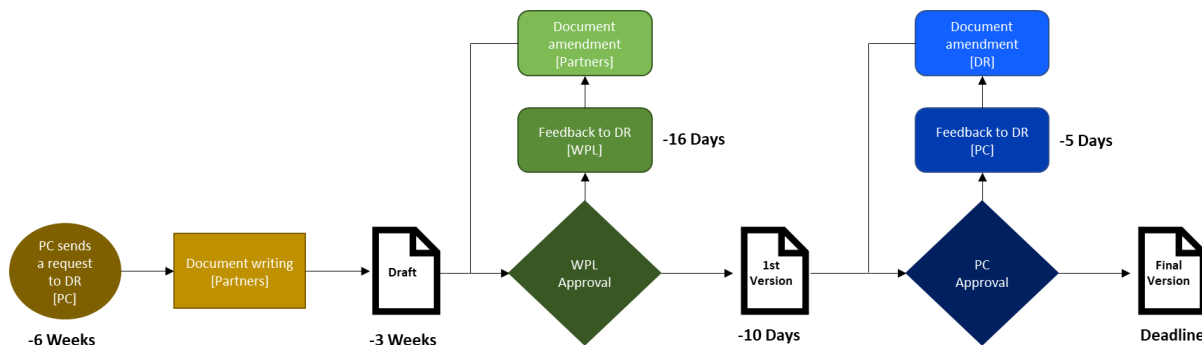 Document
amendment
[Partners]
Document
amendment
[DR]
Feedback to DR
[WPL]
-16 Days
Feedback to DR
[PC]
-5 Days
PC sends
a request
to DR
[PC]
Document writing
[Partners]
Draft
WPL
Approval
1st
Version
PC
Approval
Final
Version
-6 Weeks
-3 Weeks
-10 Days
Deadline